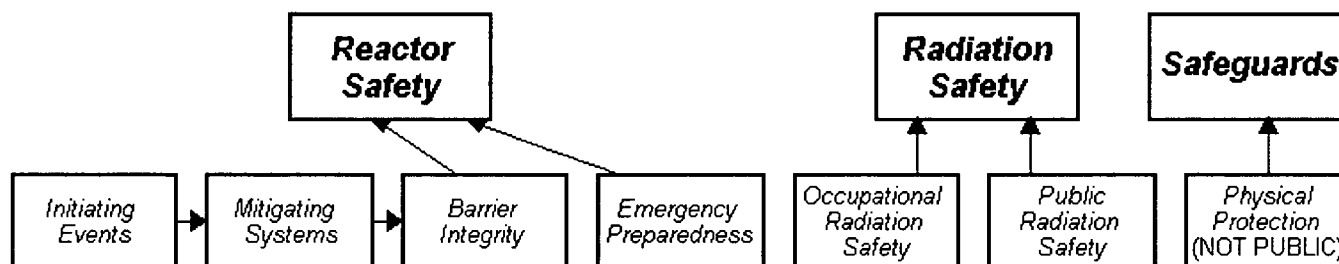 Reactor
Safety
Radiation
Safety
Safeguards
Initiating
Events
Mitigating
Systems
Barrier
Integrity
Emergency
Preparedness
Occupational
Radiation
Safety
Public
Radiation
Safety
Physical
Protection
(NOT PUBLIC)